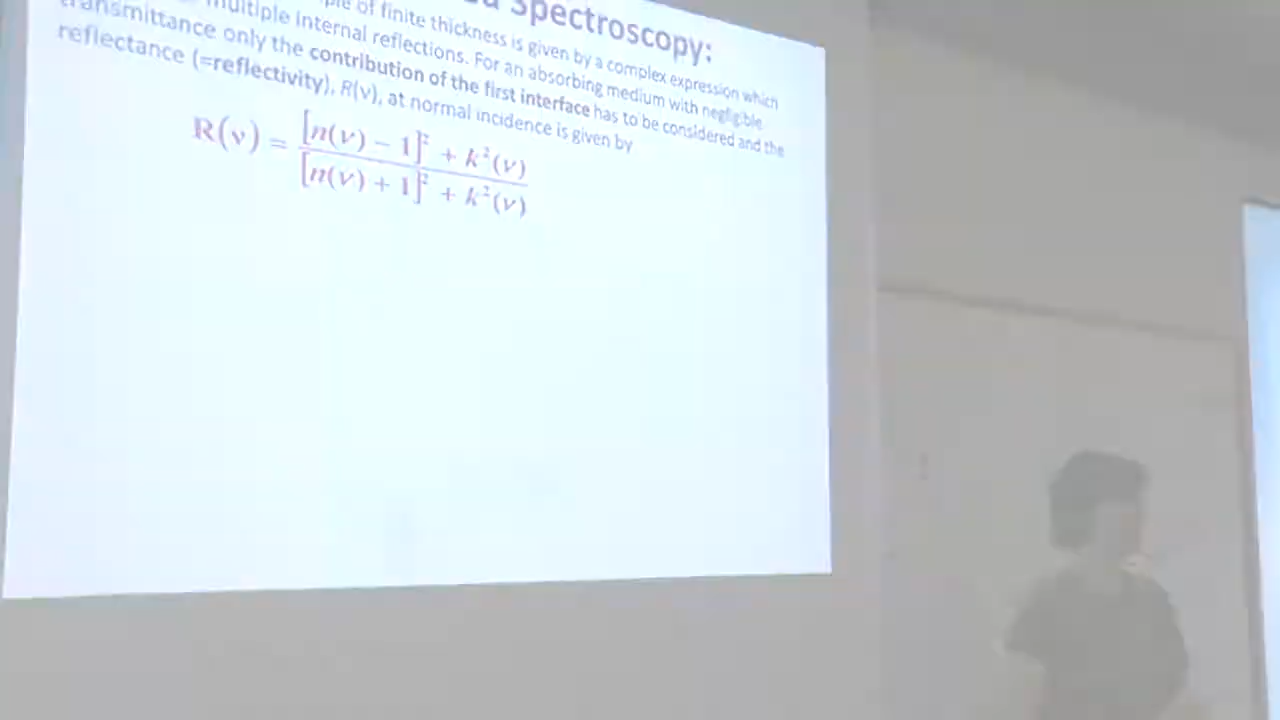 Spectroscopy:
of finite thickness is given by a complex expression which
multiple internal reflections. For an absorbing medium with negligible
transmittance only the contribution of the first interface has to be considered and the
reflectance (=reflectivity), R(ν), at normal incidence is given by
R(ν) = [n(ν) − 1]² + k²(ν)
[n(ν) + 1]² + k²(ν)